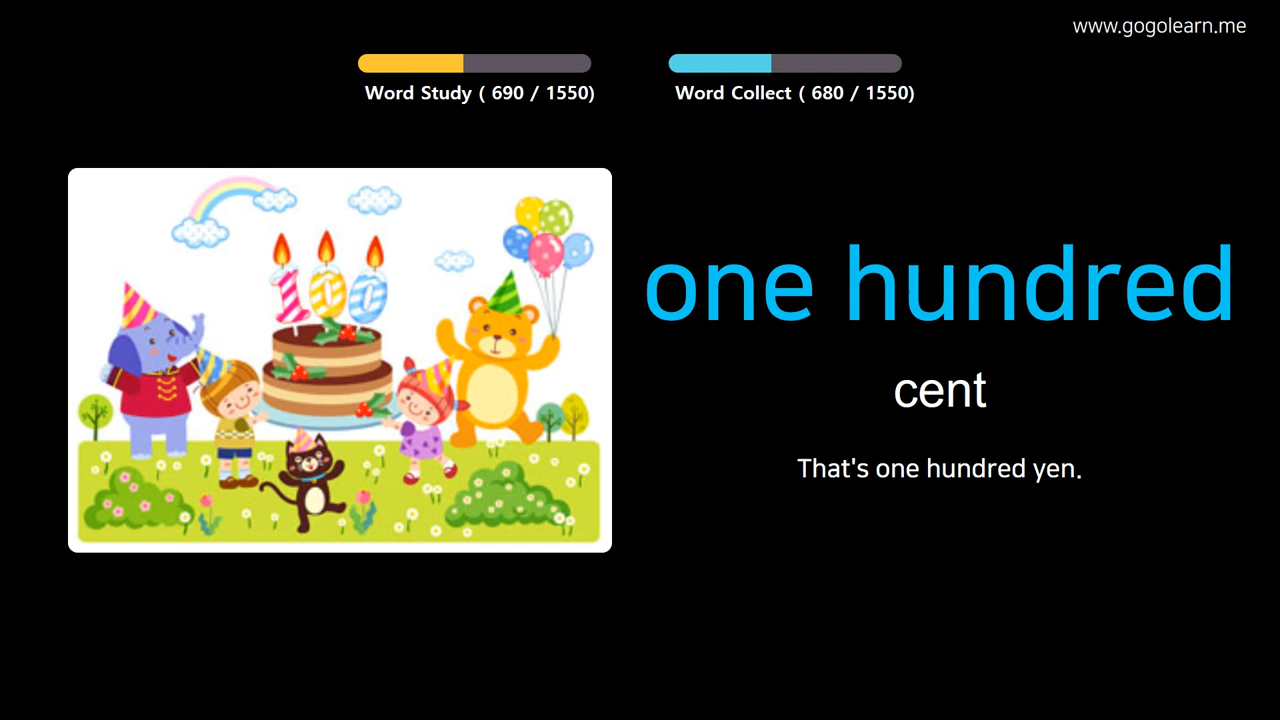 www.gogolearn.me
Word Study ( 690 / 1550)
Word Collect ( 680 / 1550)
100
one hundred
cent
That's one hundred yen.